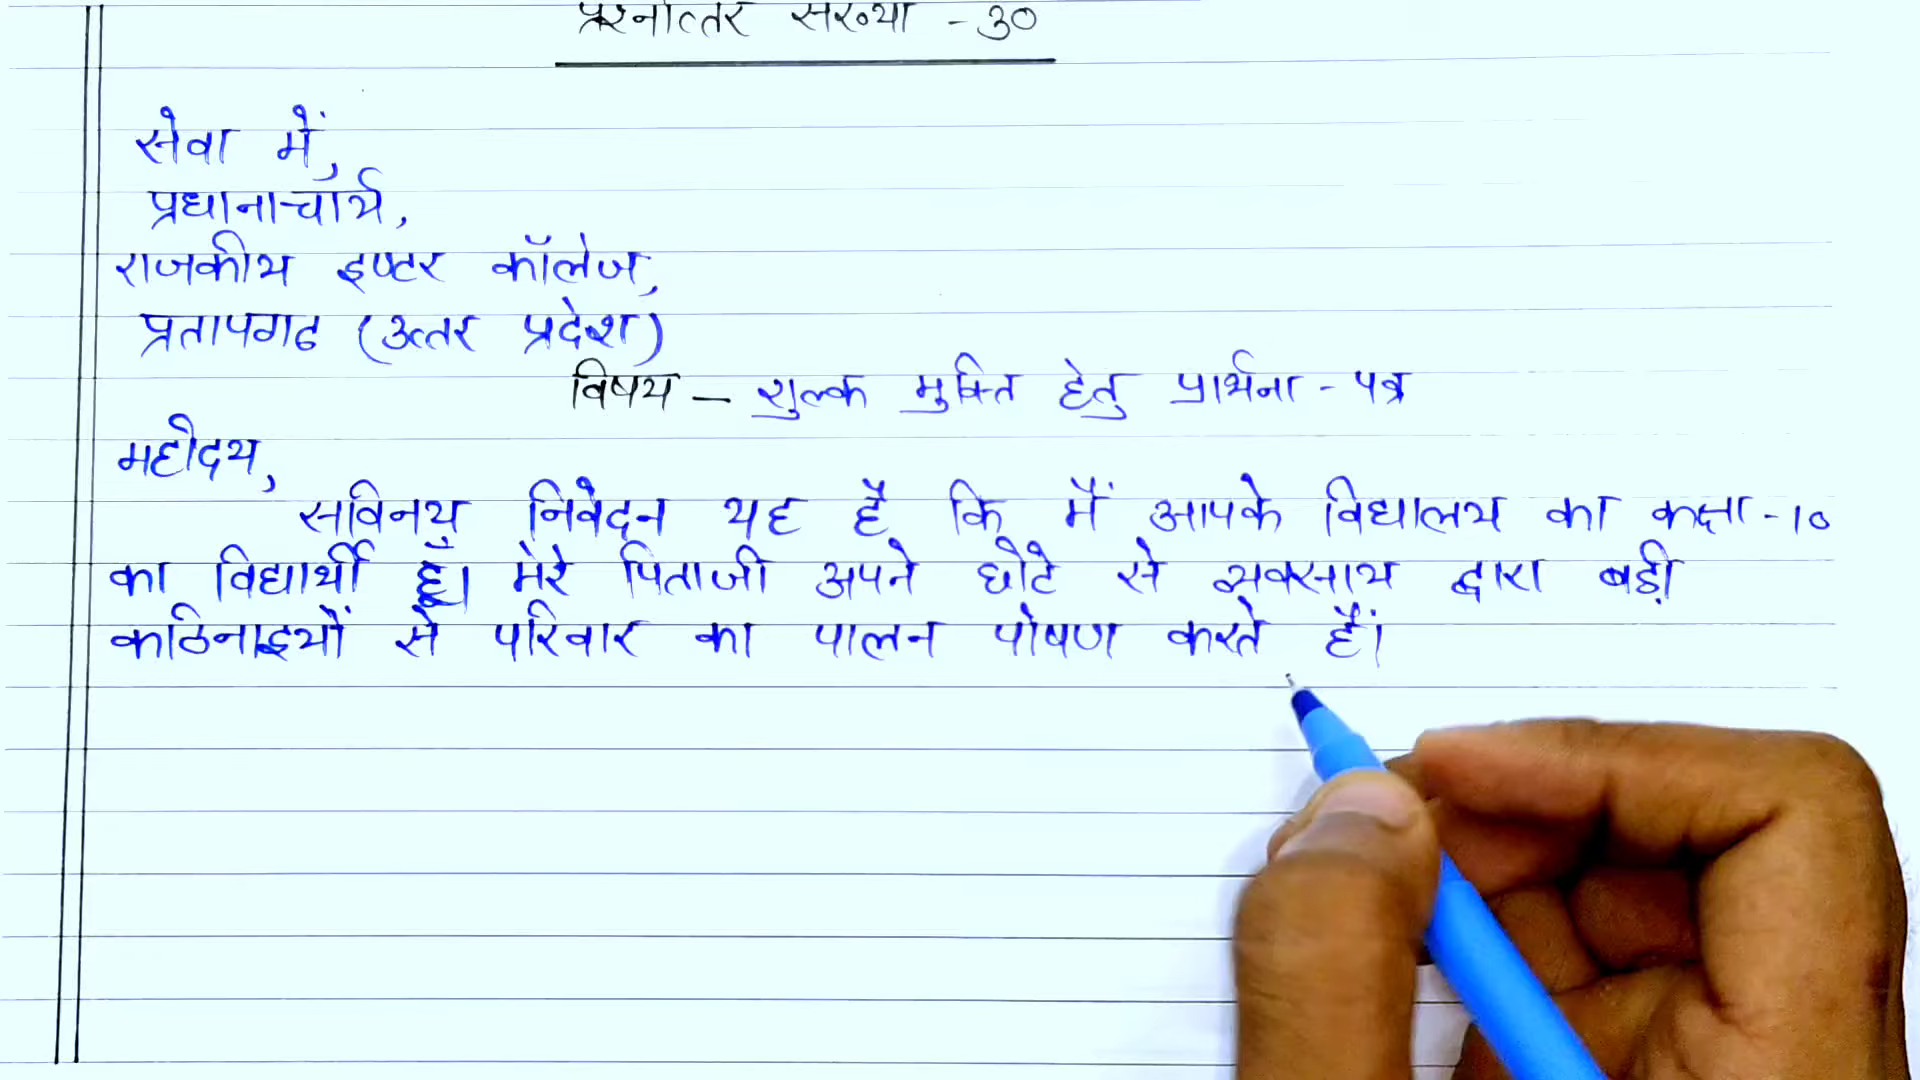 प्रश्नोत्तर संख्या - 30
सेवा में,
प्रधानाचार्य,
राजकीय इण्टर कॉलेज,
प्रतापगढ (उत्तर प्रदेश)
विषय – शुल्क मुक्ति हेतु प्रार्थना - पत्र
महोदय,
सविनय निवेदन यह है कि मैं आपके विद्यालय का कक्षा - 10
का विद्यार्थी हूँ। मेरे पिताजी अपने छोटे से व्यवसाय द्वारा बड़ी
कठिनाइयों से परिवार का पालन पोषण करते हैं।